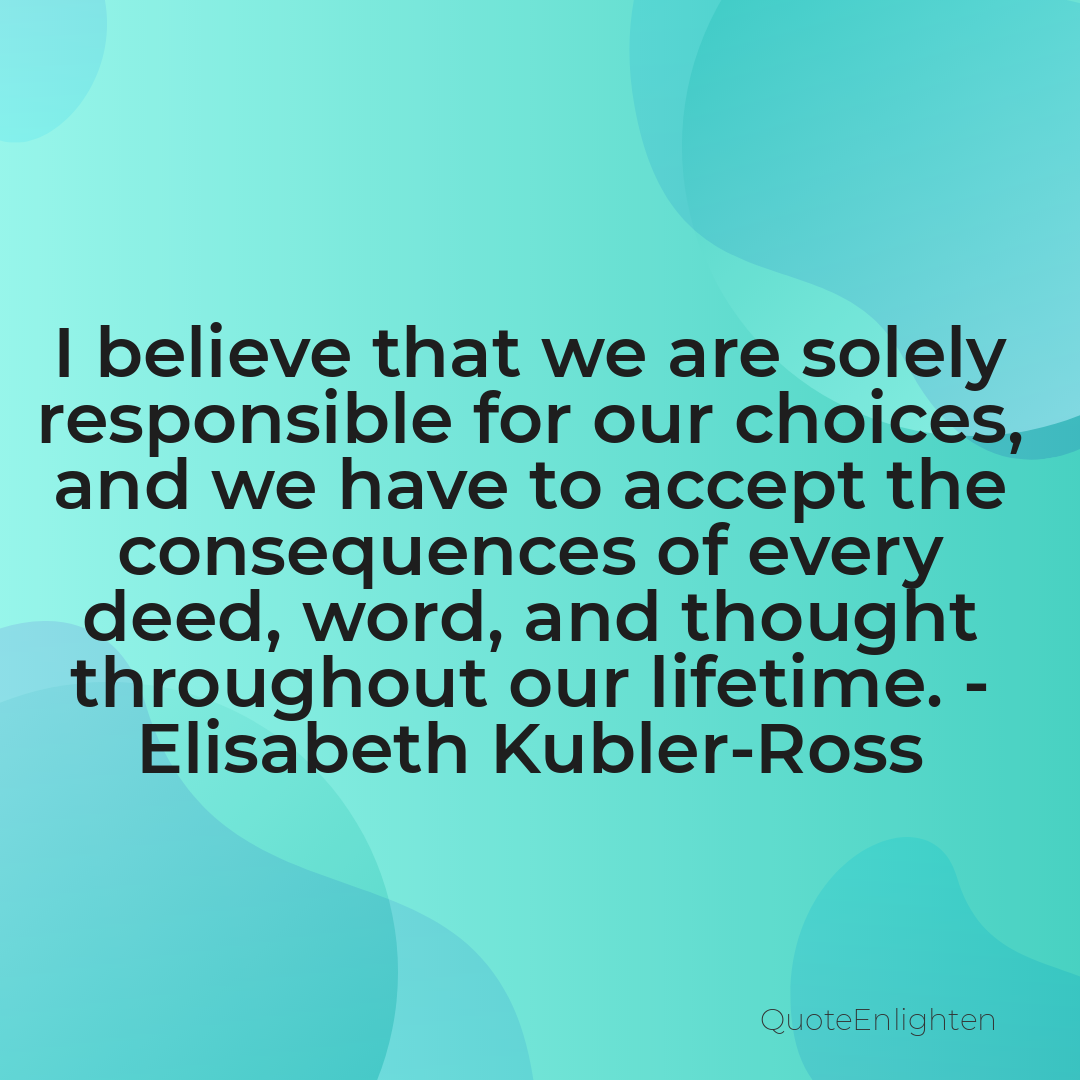 I believe that we are solely
responsible for our choices,
and we have to accept the
consequences of every
deed, word, and thought
throughout our lifetime. -
Elisabeth Kubler-Ross
QuoteEnlighten